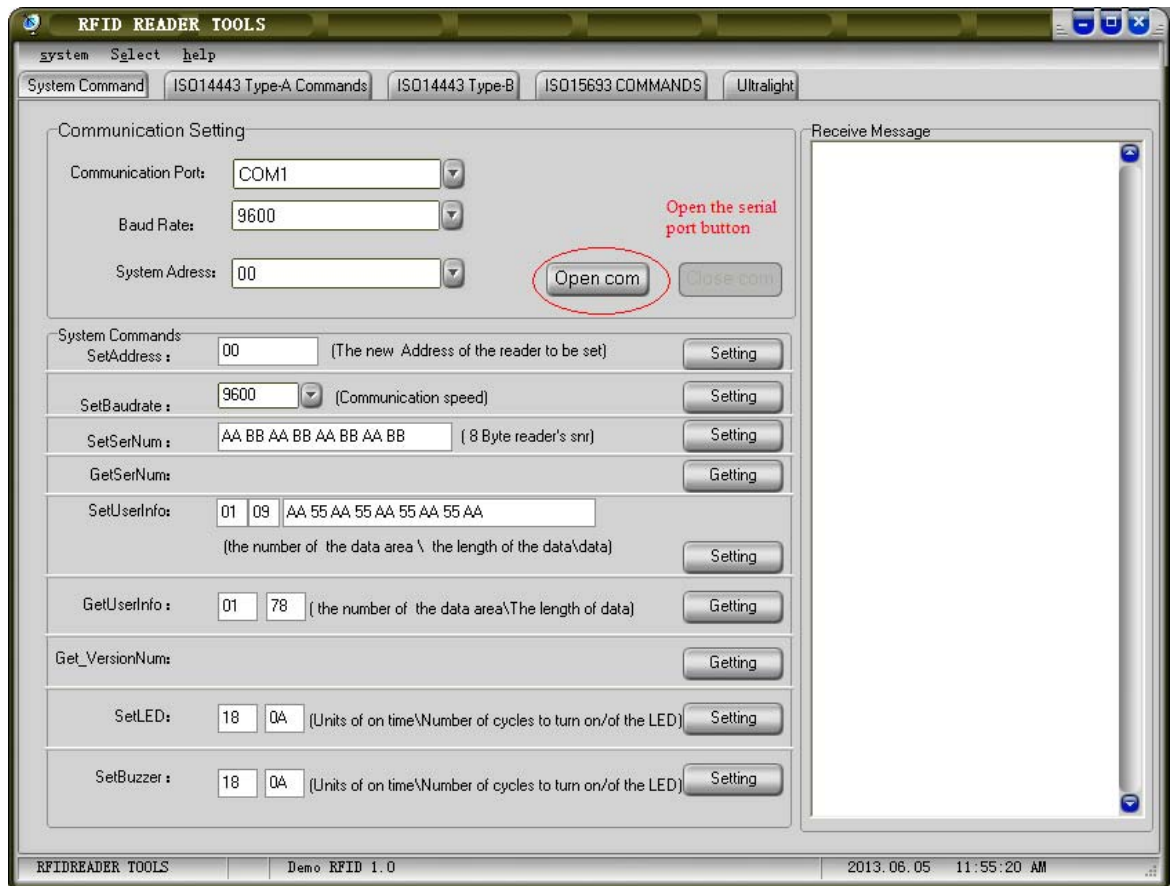 RFID READER TOOLS
system Select help
System Command ISO14443 Type-A Commands ISO14443 Type-B ISO15693 COMMANDS Ultralight
Communication Setting
Communication Port: COM1
Baud Rate: 9600
System Adress: 00
Open the serial
port button
Open com Close com
System Commands
SetAddress: 00 (The new Address of the reader to be set) Setting
SetBaudrate: 9600 (Communication speed) Setting
SetSerNum: AA BB AA BB AA BB AA BB ( 8 Byte reader's snr) Setting
GetSerNum: Getting
SetUserInfo: 01 09 AA 55 AA 55 AA 55 AA 55 AA
(the number of the data area \ the length of the data\data) Setting
GetUserInfo: 01 78 ( the number of the data area\The length of data) Getting
Get_VersionNum: Getting
SetLED: 18 0A (Units of on time\Number of cycles to turn on/of the LED) Setting
SetBuzzer: 18 0A (Units of on time\Number of cycles to turn on/of the LED) Setting
Receive Message
RFIDREADER TOOLS Demo RFID 1.0 2013.06.05 11:55:20 AM